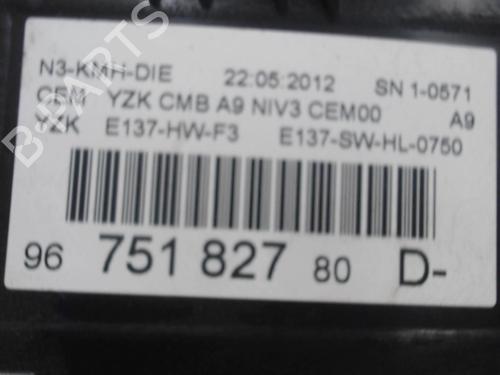 B-PARTS
N3-KMH-DIE 22:05:2012 SN 1-0571
CEM YZK CMB A9 NIV3 CEM00 A9
YZK E137-HW-F3 E137-SW-HL-0750
96 751 827 80 D-